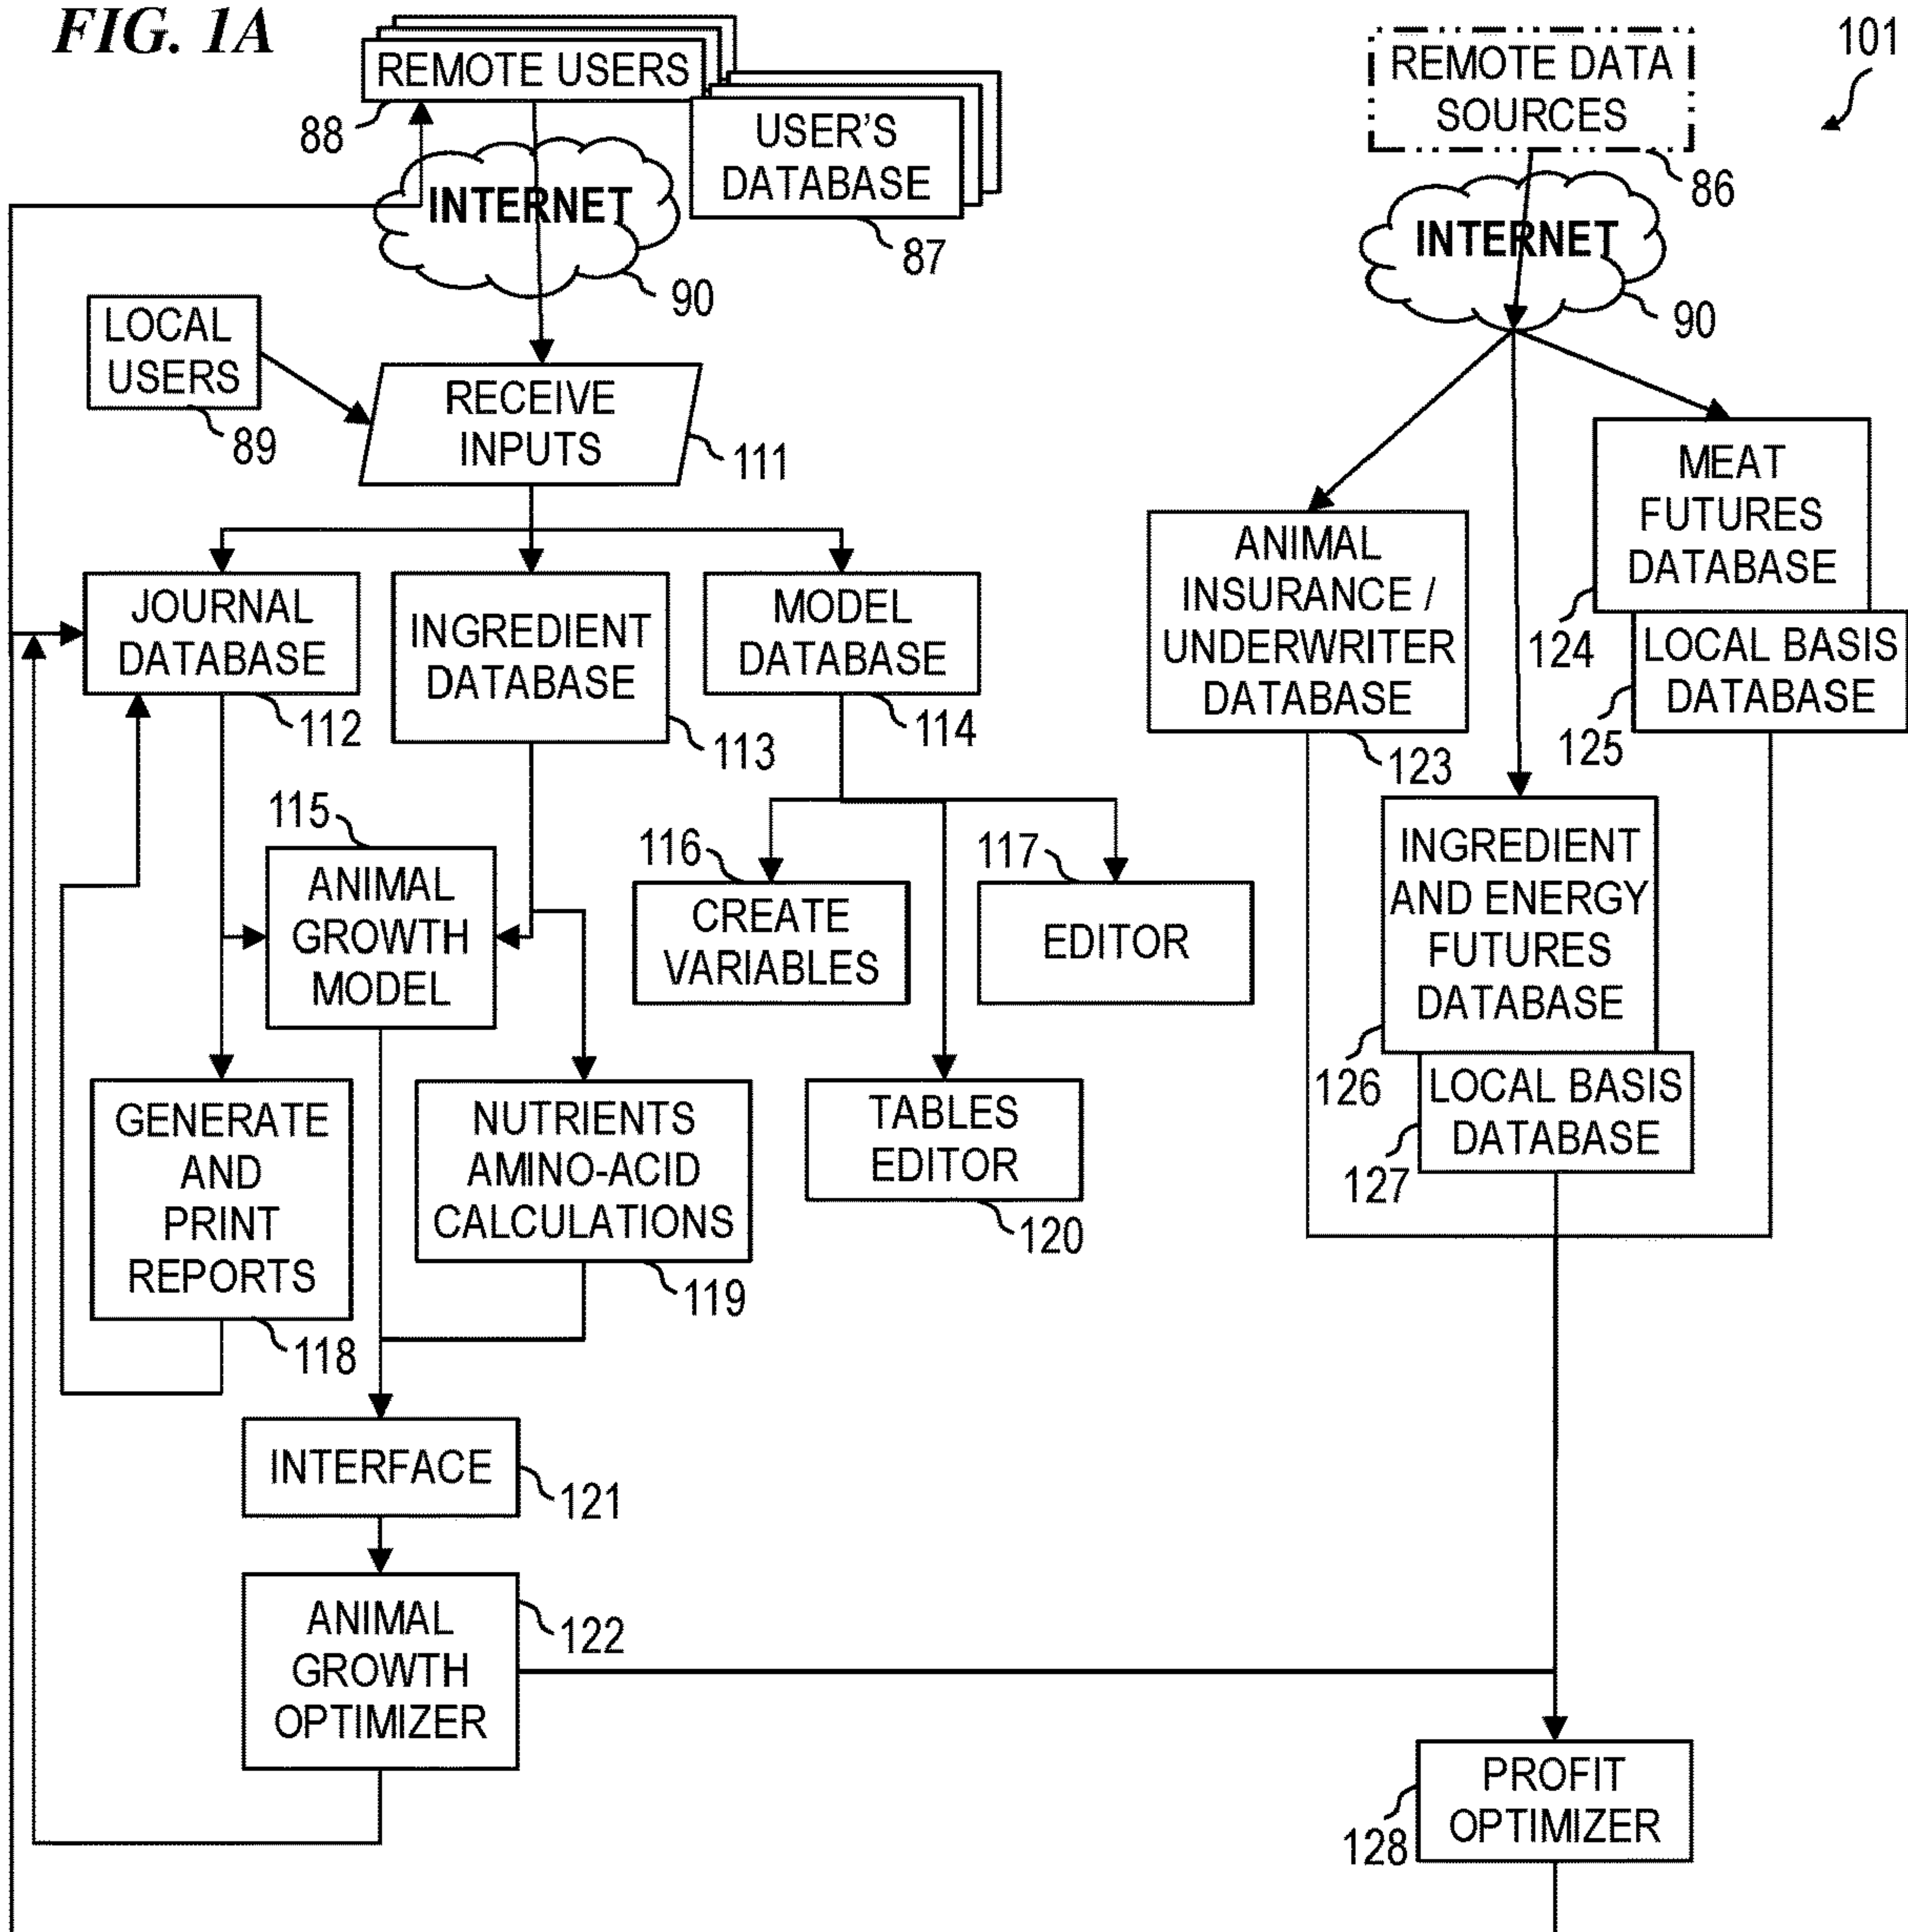 FIG. 1A
101
REMOTE USERS
88
USER'S
DATABASE
87
INTERNET
90
REMOTE DATA
SOURCES
86
INTERNET
90
LOCAL
USERS
89
RECEIVE
INPUTS
111
JOURNAL
DATABASE
112
INGREDIENT
DATABASE
113
MODEL
DATABASE
114
ANIMAL
INSURANCE /
UNDERWRITER
DATABASE
123
MEAT
FUTURES
DATABASE
124
LOCAL BASIS
DATABASE
125
115
ANIMAL
GROWTH
MODEL
116
CREATE
VARIABLES
117
EDITOR
INGREDIENT
AND ENERGY
FUTURES
DATABASE
126
LOCAL BASIS
DATABASE
127
GENERATE
AND
PRINT
REPORTS
118
NUTRIENTS
AMINO-ACID
CALCULATIONS
119
TABLES
EDITOR
120
INTERFACE
121
ANIMAL
GROWTH
OPTIMIZER
122
PROFIT
OPTIMIZER
128